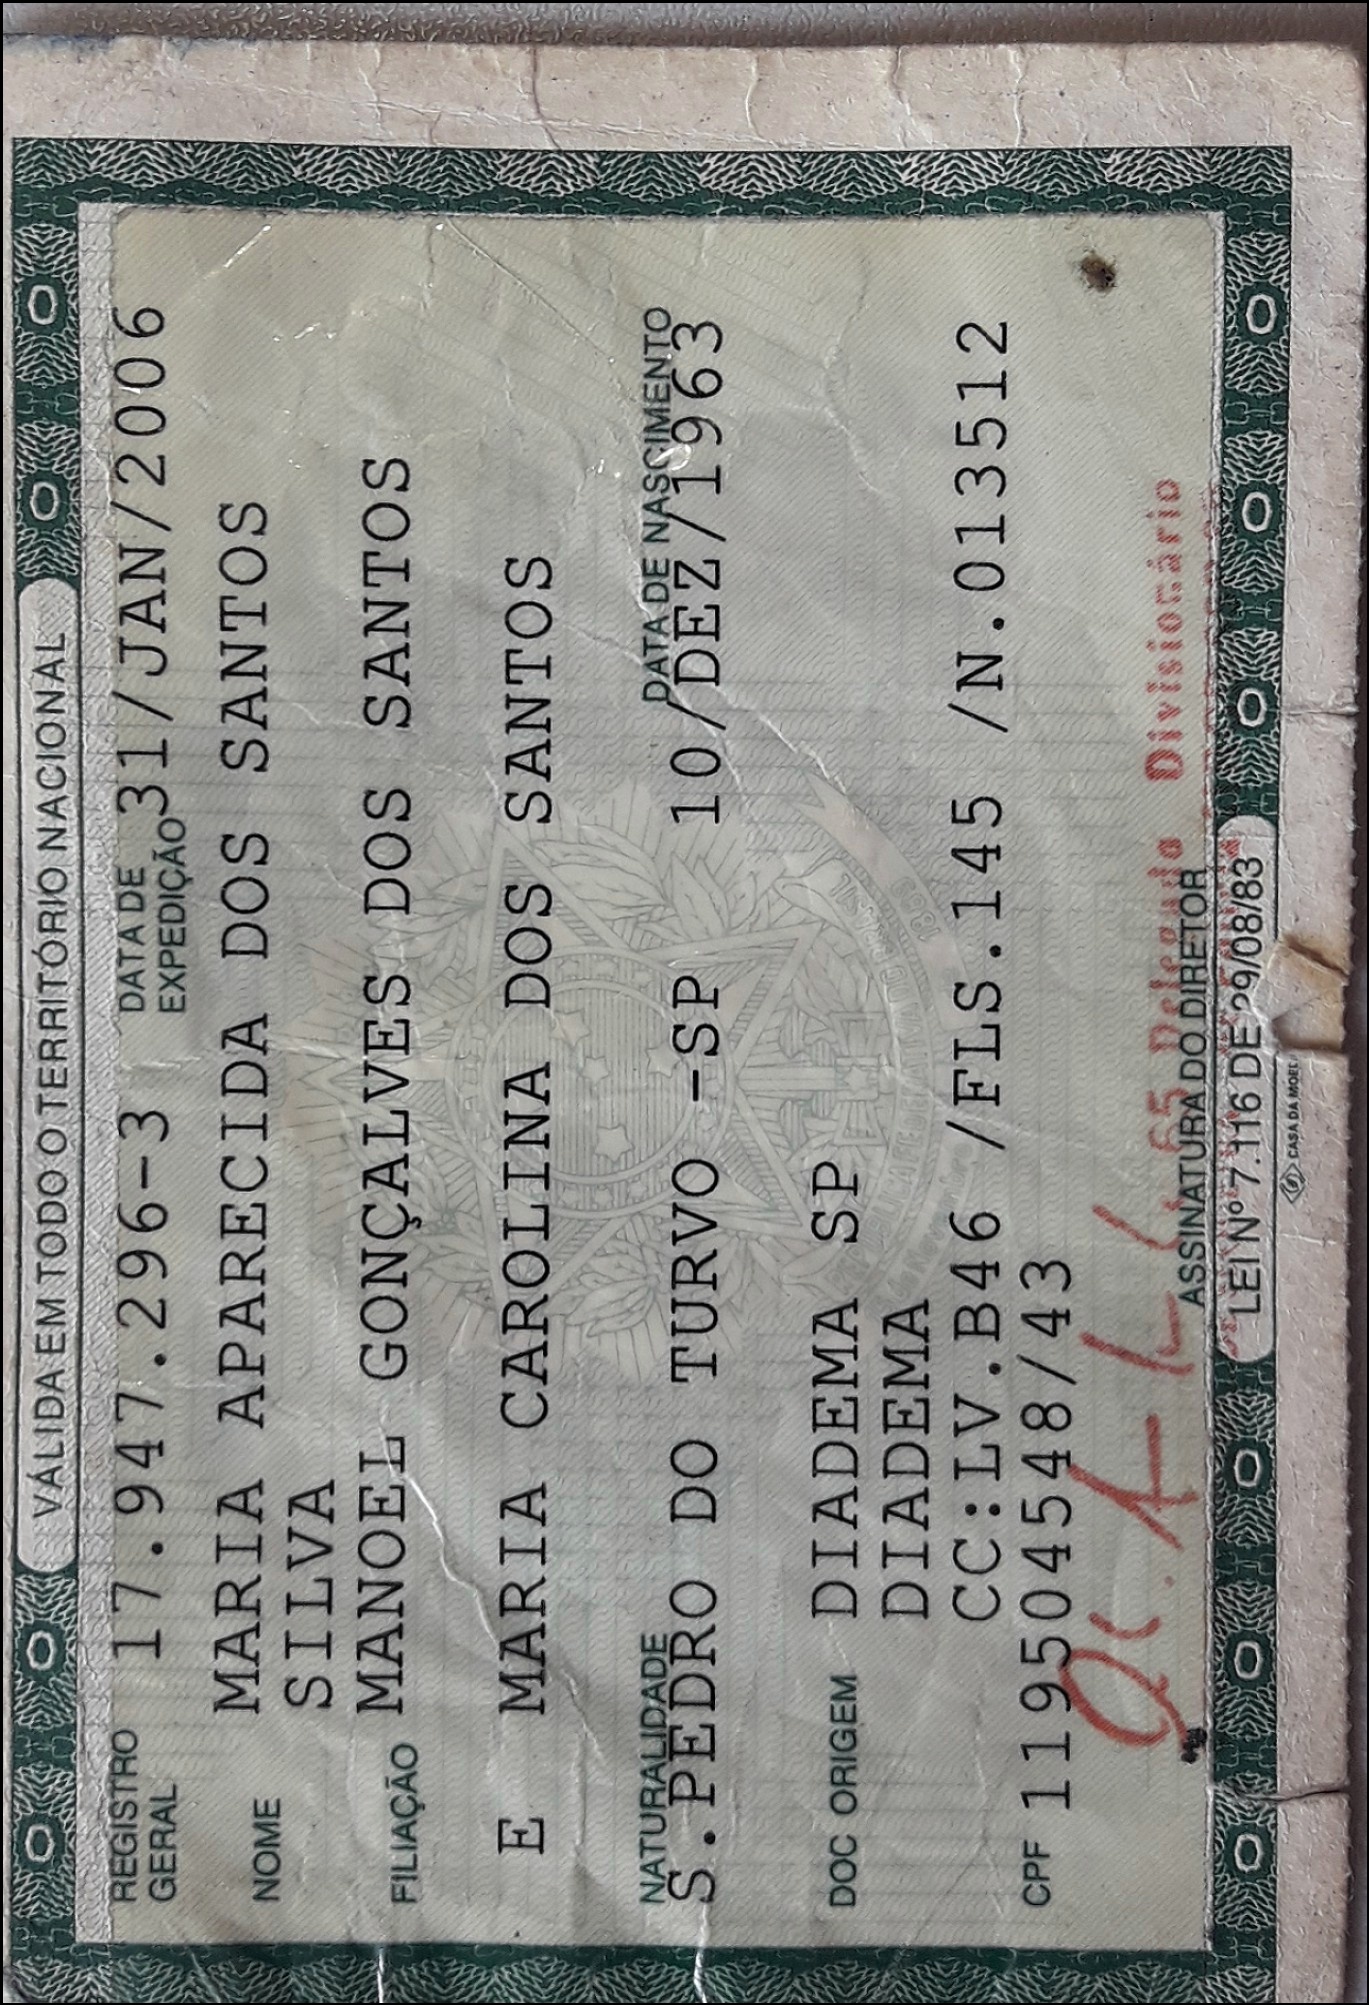 VÁLIDA EM TODO O TERRITÓRIO NACIONAL
REGISTRO GERAL 17.947.296-3 DATA DE EXPEDIÇÃO 31/JAN/2006
NOME MARIA APARECIDA DOS SANTOS
SILVA
FILIAÇÃO MANOEL GONÇALVES DOS SANTOS
E MARIA CAROLINA DOS SANTOS
NATURALIDADE DATA DE NASCIMENTO
S.PEDRO DO TURVO -SP 10/DEZ/1963
DOC ORIGEM DIADEMA SP
DIADEMA
CC:LV.B46 /FLS.145 /N.013512
CPF 119504548/43
Delegado Divisionário
ASSINATURA DO DIRETOR
LEI Nº 7.116 DE 29/08/83
CASA DA MOEDA